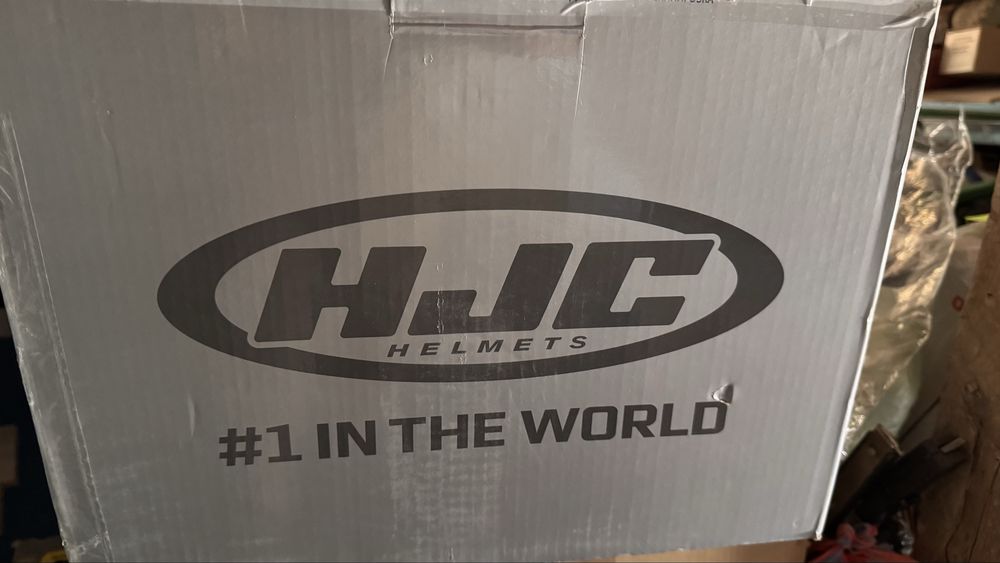 HJC
HELMETS
#1 IN THE WORLD